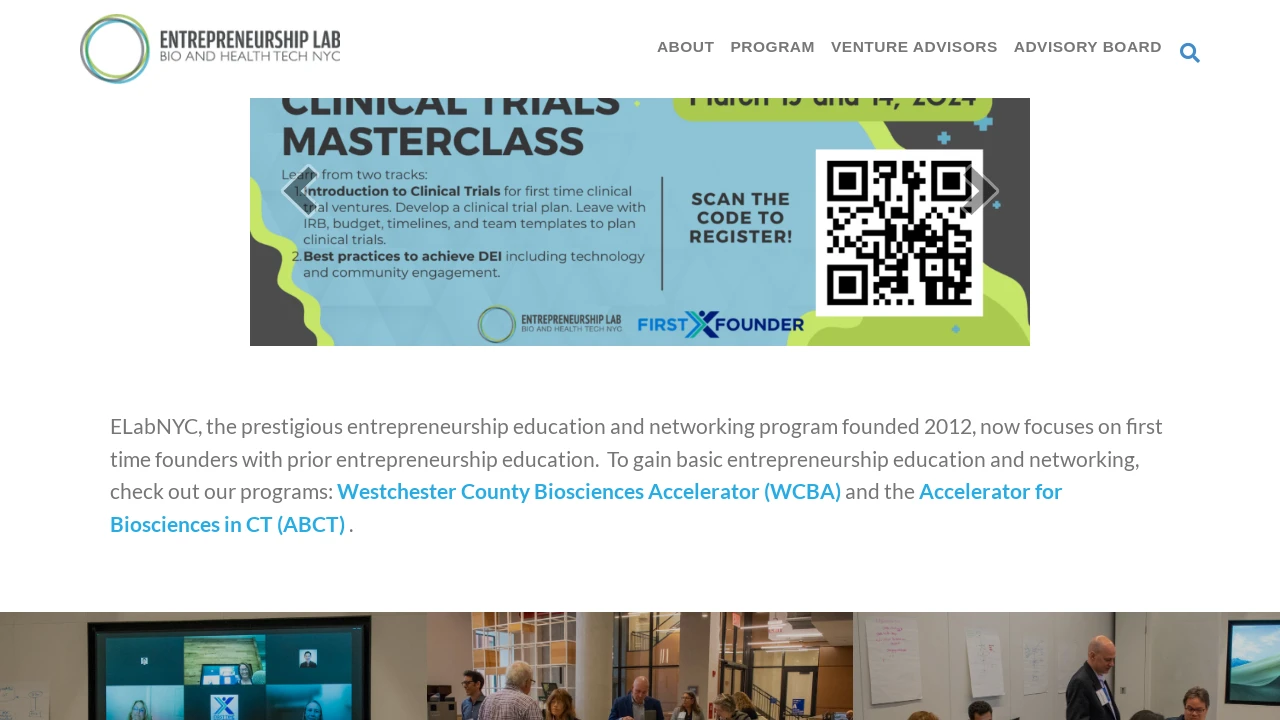 ENTREPRENEURSHIP LAB
BIO AND HEALTH TECH NYC
ABOUT PROGRAM VENTURE ADVISORS ADVISORY BOARD
CLINICAL TRIALS
MASTERCLASS
March 13 and 14, 2024
Learn from two tracks:
1. Introduction to Clinical Trials for first time clinical
trial ventures. Develop a clinical trial plan. Leave with
IRB, budget, timelines, and team templates to plan
clinical trials.
2. Best practices to achieve DEI including technology
and community engagement.
SCAN THE
CODE TO
REGISTER!
ENTREPRENEURSHIP LAB
BIO AND HEALTH TECH NYC
FIRST FOUNDER
ELabNYC, the prestigious entrepreneurship education and networking program founded 2012, now focuses on first
time founders with prior entrepreneurship education.  To gain basic entrepreneurship education and networking,
check out our programs: Westchester County Biosciences Accelerator (WCBA) and the Accelerator for
Biosciences in CT (ABCT) .